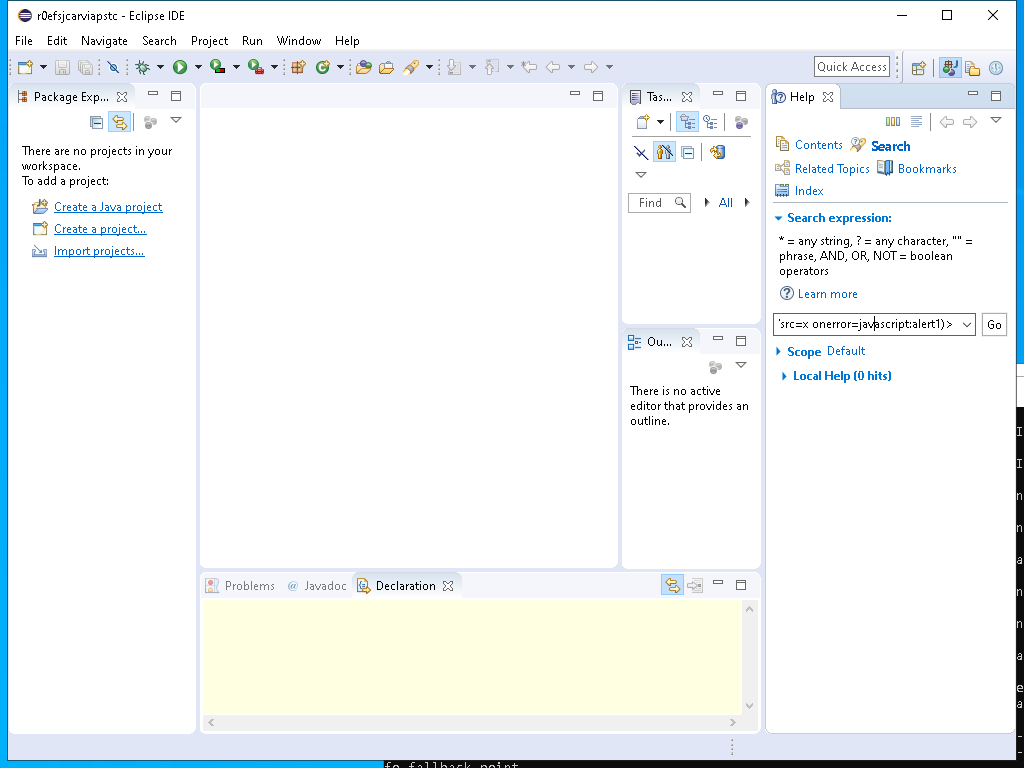 r0efsjcarviapstc - Eclipse IDE
File Edit Navigate Search Project Run Window Help
Quick Access
Package Exp...
There are no projects in your
workspace.
To add a project:
Create a Java project
Create a project...
Import projects...
Tas...
Find
All
Ou...
There is no active
editor that provides an
outline.
Help
Contents Search
Related Topics Bookmarks
Index
Search expression:
* = any string, ? = any character, "" =
phrase, AND, OR, NOT = boolean
operators
Learn more
'src=x onerror=javascript:alert1)>
Go
Scope Default
Local Help (0 hits)
Problems @ Javadoc Declaration
I
I
n
n
a
n
n
a
e
a
-
-
fo fallback point